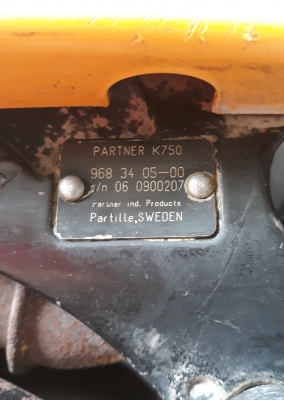 PARTNER K750
968 34 05-00
s/n 06 0900207
Partner ind. Products
Partille, SWEDEN